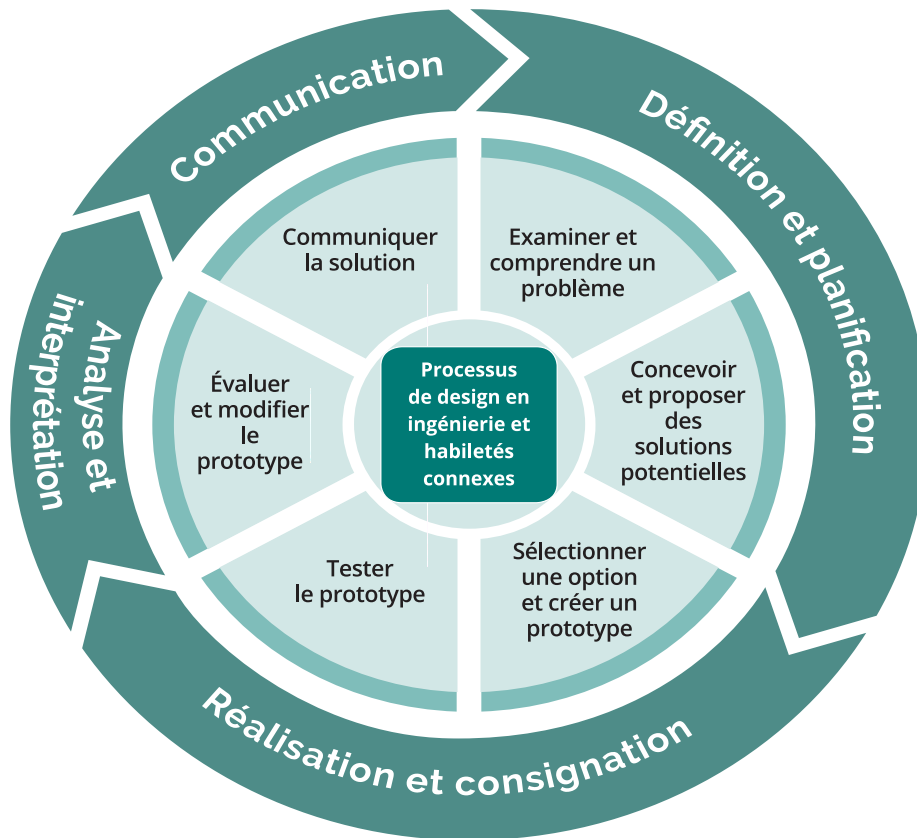 Communication
Définition et planification
Communiquer
la solution
Examiner et
comprendre un
problème
Analyse et
interprétation
Évaluer
et modifier
le
prototype
Processus
de design en
ingénierie et
habiletés
connexes
Concevoir
et proposer
des
solutions
potentielles
Tester
le prototype
Sélectionner
une option
et créer un
prototype
Réalisation et consignation